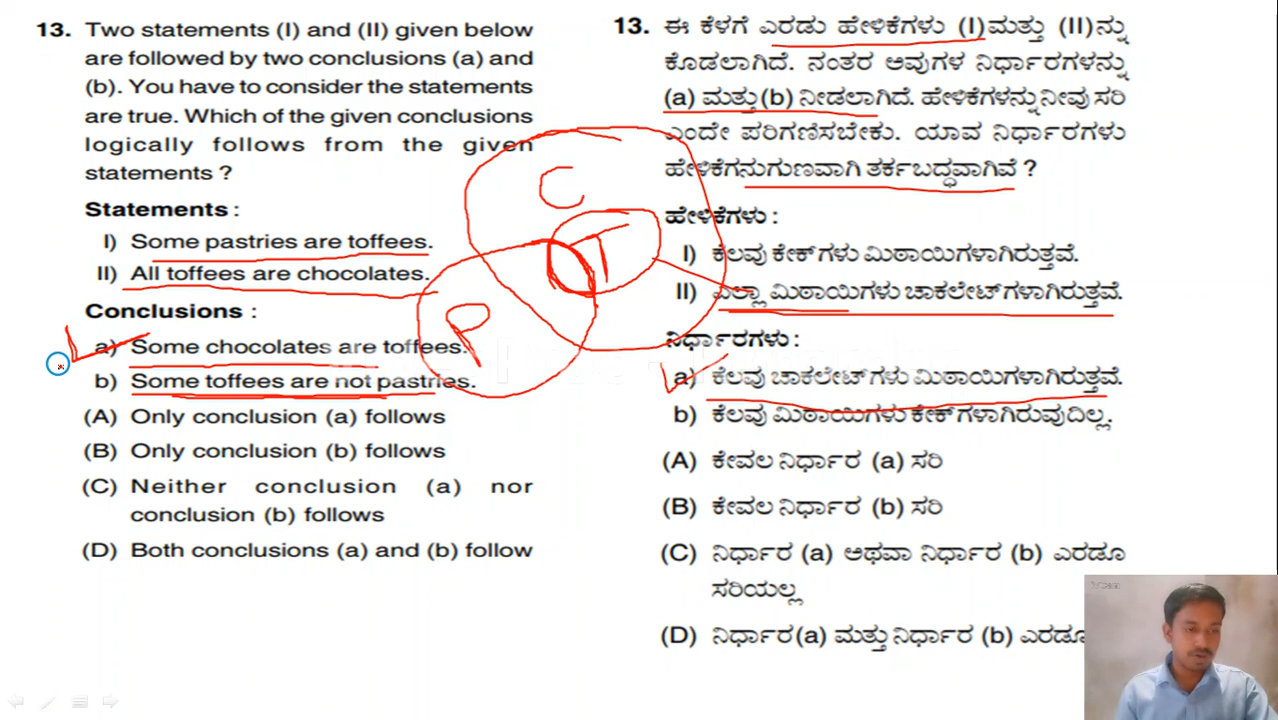 13. Two statements (I) and (II) given below
are followed by two conclusions (a) and
(b). You have to consider the statements
are true. Which of the given conclusions
logically follows from the given
statements ?
Statements :
I) Some pastries are toffees.
II) All toffees are chocolates.
Conclusions :
a) Some chocolates are toffees.
b) Some toffees are not pastries.
(A) Only conclusion (a) follows
(B) Only conclusion (b) follows
(C) Neither conclusion (a) nor
conclusion (b) follows
(D) Both conclusions (a) and (b) follow
C
T
P
13. ಈ ಕೆಳಗೆ ಎರಡು ಹೇಳಿಕೆಗಳು (I) ಮತ್ತು (II) ನ್ನು
ಕೊಡಲಾಗಿದೆ. ನಂತರ ಅವುಗಳ ನಿರ್ಧಾರಗಳನ್ನು
(a) ಮತ್ತು (b) ನೀಡಲಾಗಿದೆ. ಹೇಳಿಕೆಗಳನ್ನು ನೀವು ಸರಿ
ಎಂದೇ ಪರಿಗಣಿಸಬೇಕು. ಯಾವ ನಿರ್ಧಾರಗಳು
ಹೇಳಿಕೆಗನುಗುಣವಾಗಿ ತರ್ಕಬದ್ಧವಾಗಿವೆ ?
ಹೇಳಿಕೆಗಳು :
I) ಕೆಲವು ಕೇಕ್‌ಗಳು ಮಿಠಾಯಿಗಳಾಗಿರುತ್ತವೆ.
II) ಎಲ್ಲಾ ಮಿಠಾಯಿಗಳು ಚಾಕಲೇಟ್‌ಗಳಾಗಿರುತ್ತವೆ.
ನಿರ್ಧಾರಗಳು :
a) ಕೆಲವು ಚಾಕಲೇಟ್‌ಗಳು ಮಿಠಾಯಿಗಳಾಗಿರುತ್ತವೆ.
b) ಕೆಲವು ಮಿಠಾಯಿಗಳು ಕೇಕ್‌ಗಳಾಗಿರುವುದಿಲ್ಲ.
(A) ಕೇವಲ ನಿರ್ಧಾರ (a) ಸರಿ
(B) ಕೇವಲ ನಿರ್ಧಾರ (b) ಸರಿ
(C) ನಿರ್ಧಾರ (a) ಅಥವಾ ನಿರ್ಧಾರ (b) ಎರಡೂ
ಸರಿಯಲ್ಲ
(D) ನಿರ್ಧಾರ (a) ಮತ್ತು ನಿರ್ಧಾರ (b) ಎರಡೂ